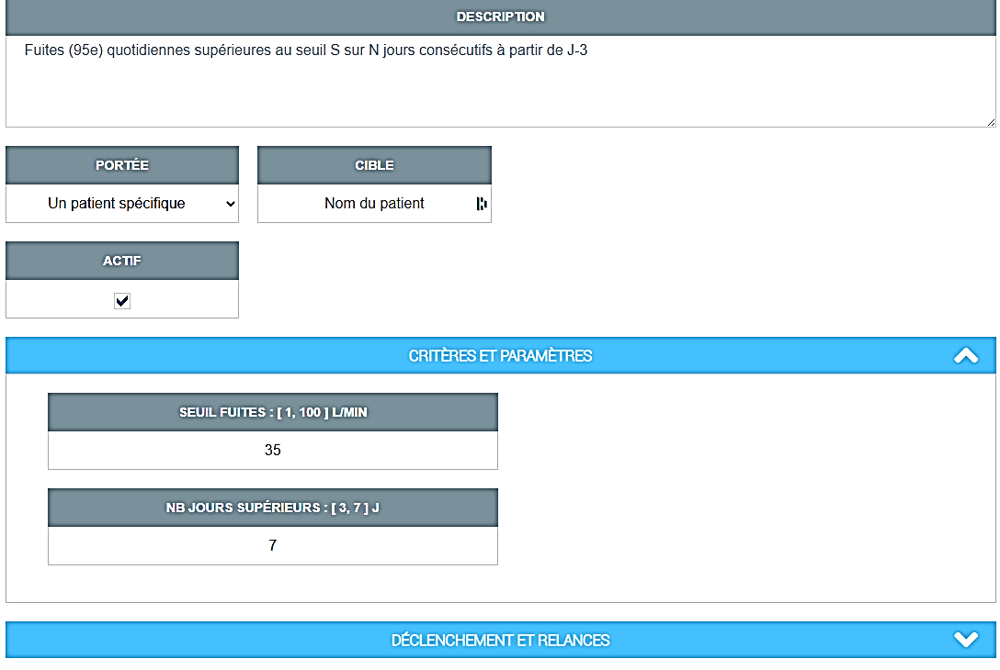 DESCRIPTION
Fuites (95e) quotidiennes supérieures au seuil S sur N jours consécutifs à partir de J-3
PORTÉE
CIBLE
Un patient spécifique
Nom du patient
ACTIF
CRITÈRES ET PARAMÈTRES
SEUIL FUITES : [ 1, 100 ] L/MIN
35
NB JOURS SUPÉRIEURS : [ 3, 7 ] J
7
DÉCLENCHEMENT ET RELANCES